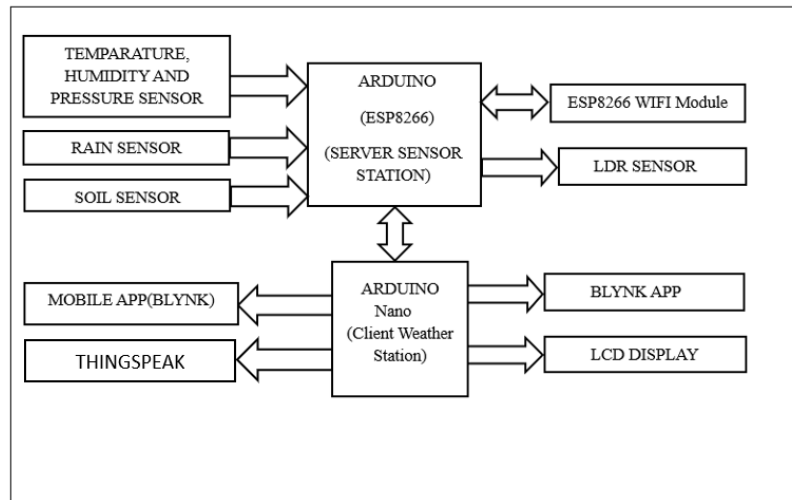 TEMPARATURE,
HUMIDITY AND
PRESSURE SENSOR
RAIN SENSOR
SOIL SENSOR
ARDUINO
(ESP8266)
(SERVER SENSOR
STATION)
ESP8266 WIFI Module
LDR SENSOR
MOBILE APP(BLYNK)
THINGSPEAK
ARDUINO
Nano
(Client Weather
Station)
BLYNK APP
LCD DISPLAY